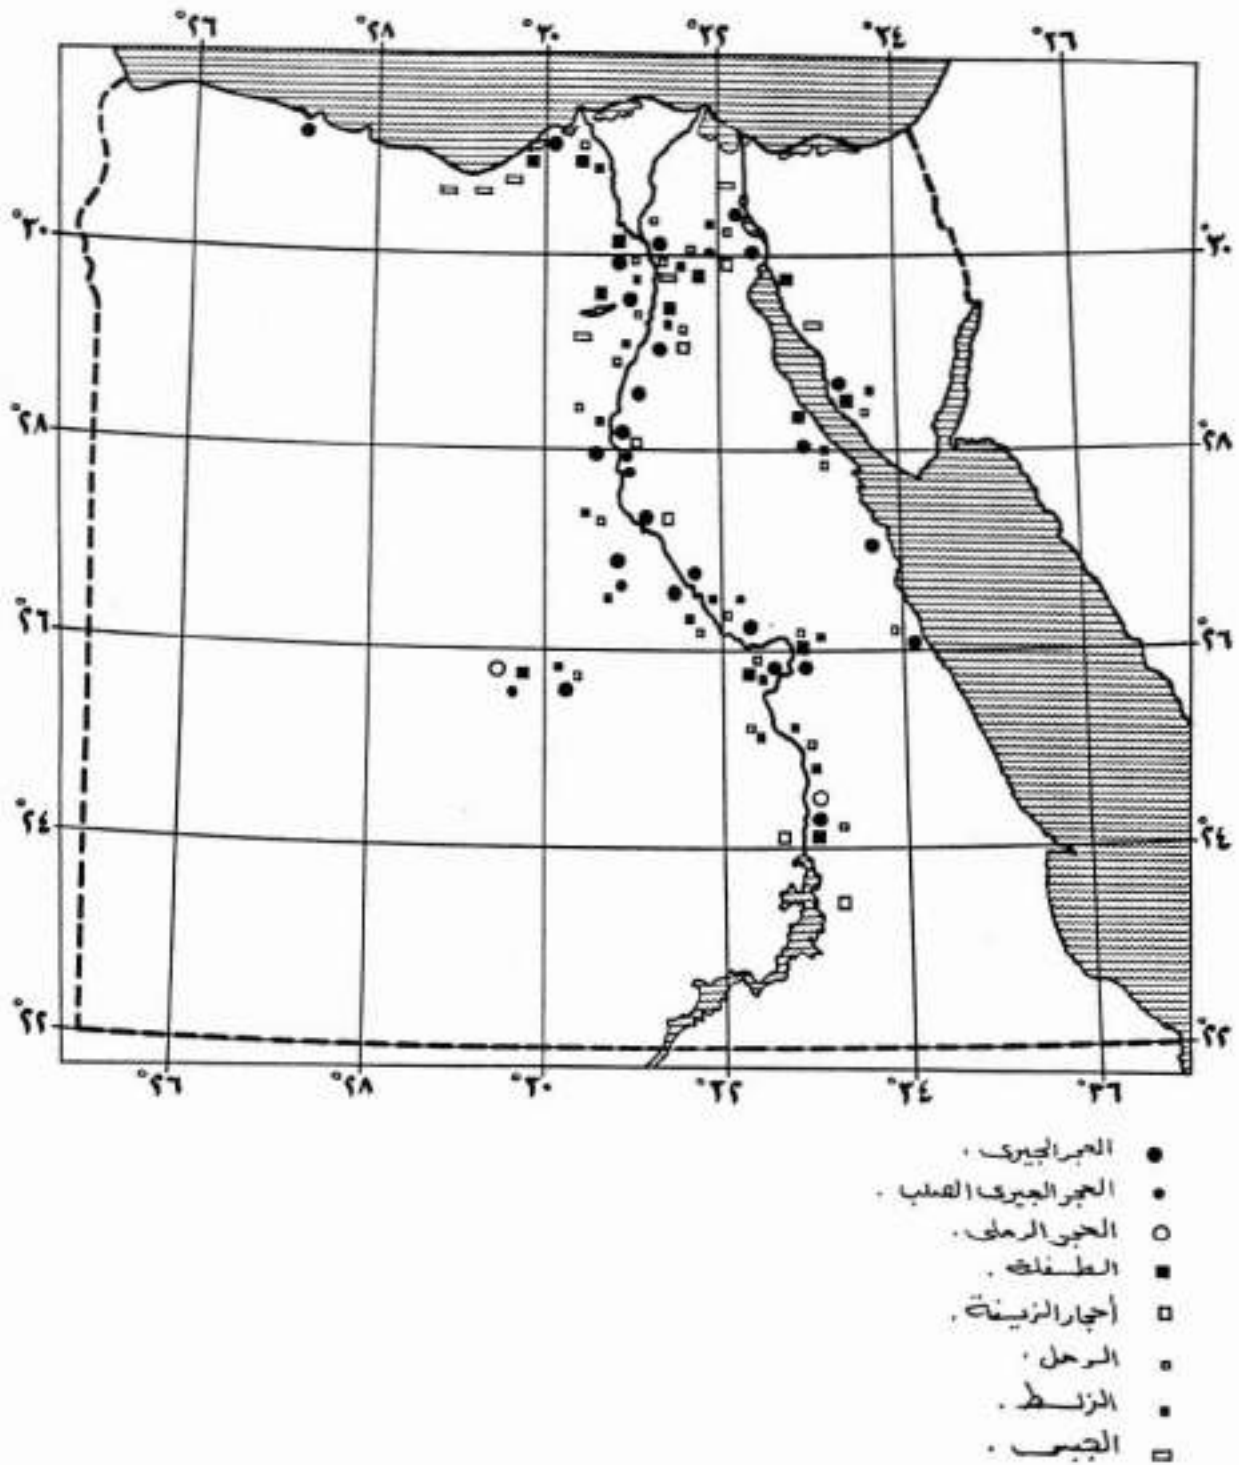 °٢٦ °٢٨ °٣٠ °٣٢ °٣٤ °٣٦
°٣٠ °٣٠
°٢٨ °٢٨
°٢٦ °٢٦
°٢٤ °٢٤
°٢٢ °٢٢
°٢٦ °٢٨ °٣٠ °٣٢ °٣٤ °٣٦
الحجر الجيرى .
الحجر الجيرى الصلب .
الحجر الرملى .
الطفلة .
أحجار الزينة .
الرمل .
الزلط .
الجبس .